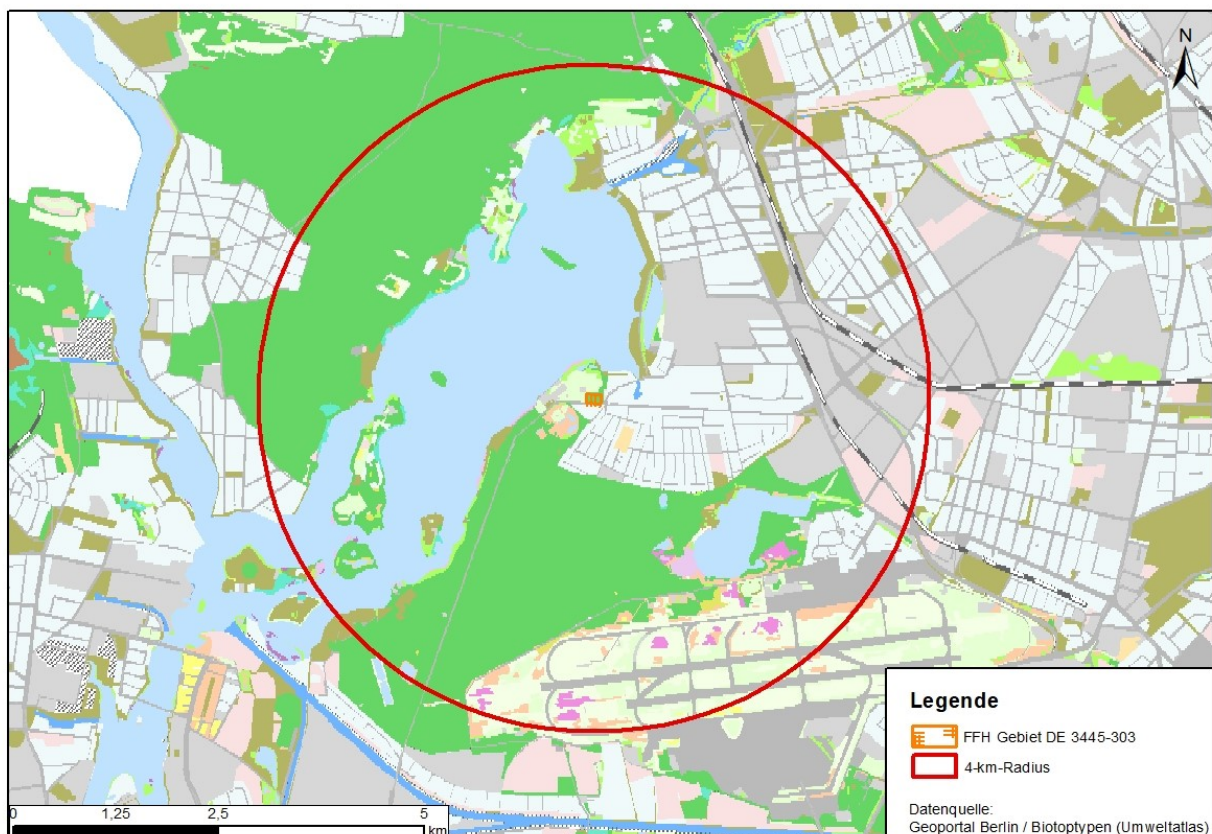 N
Legende
FFH Gebiet DE 3445-303
4-km-Radius
Datenquelle:
Geoportal Berlin / Biotoptypen (Umweltatlas)
0 1,25 2,5 5
km